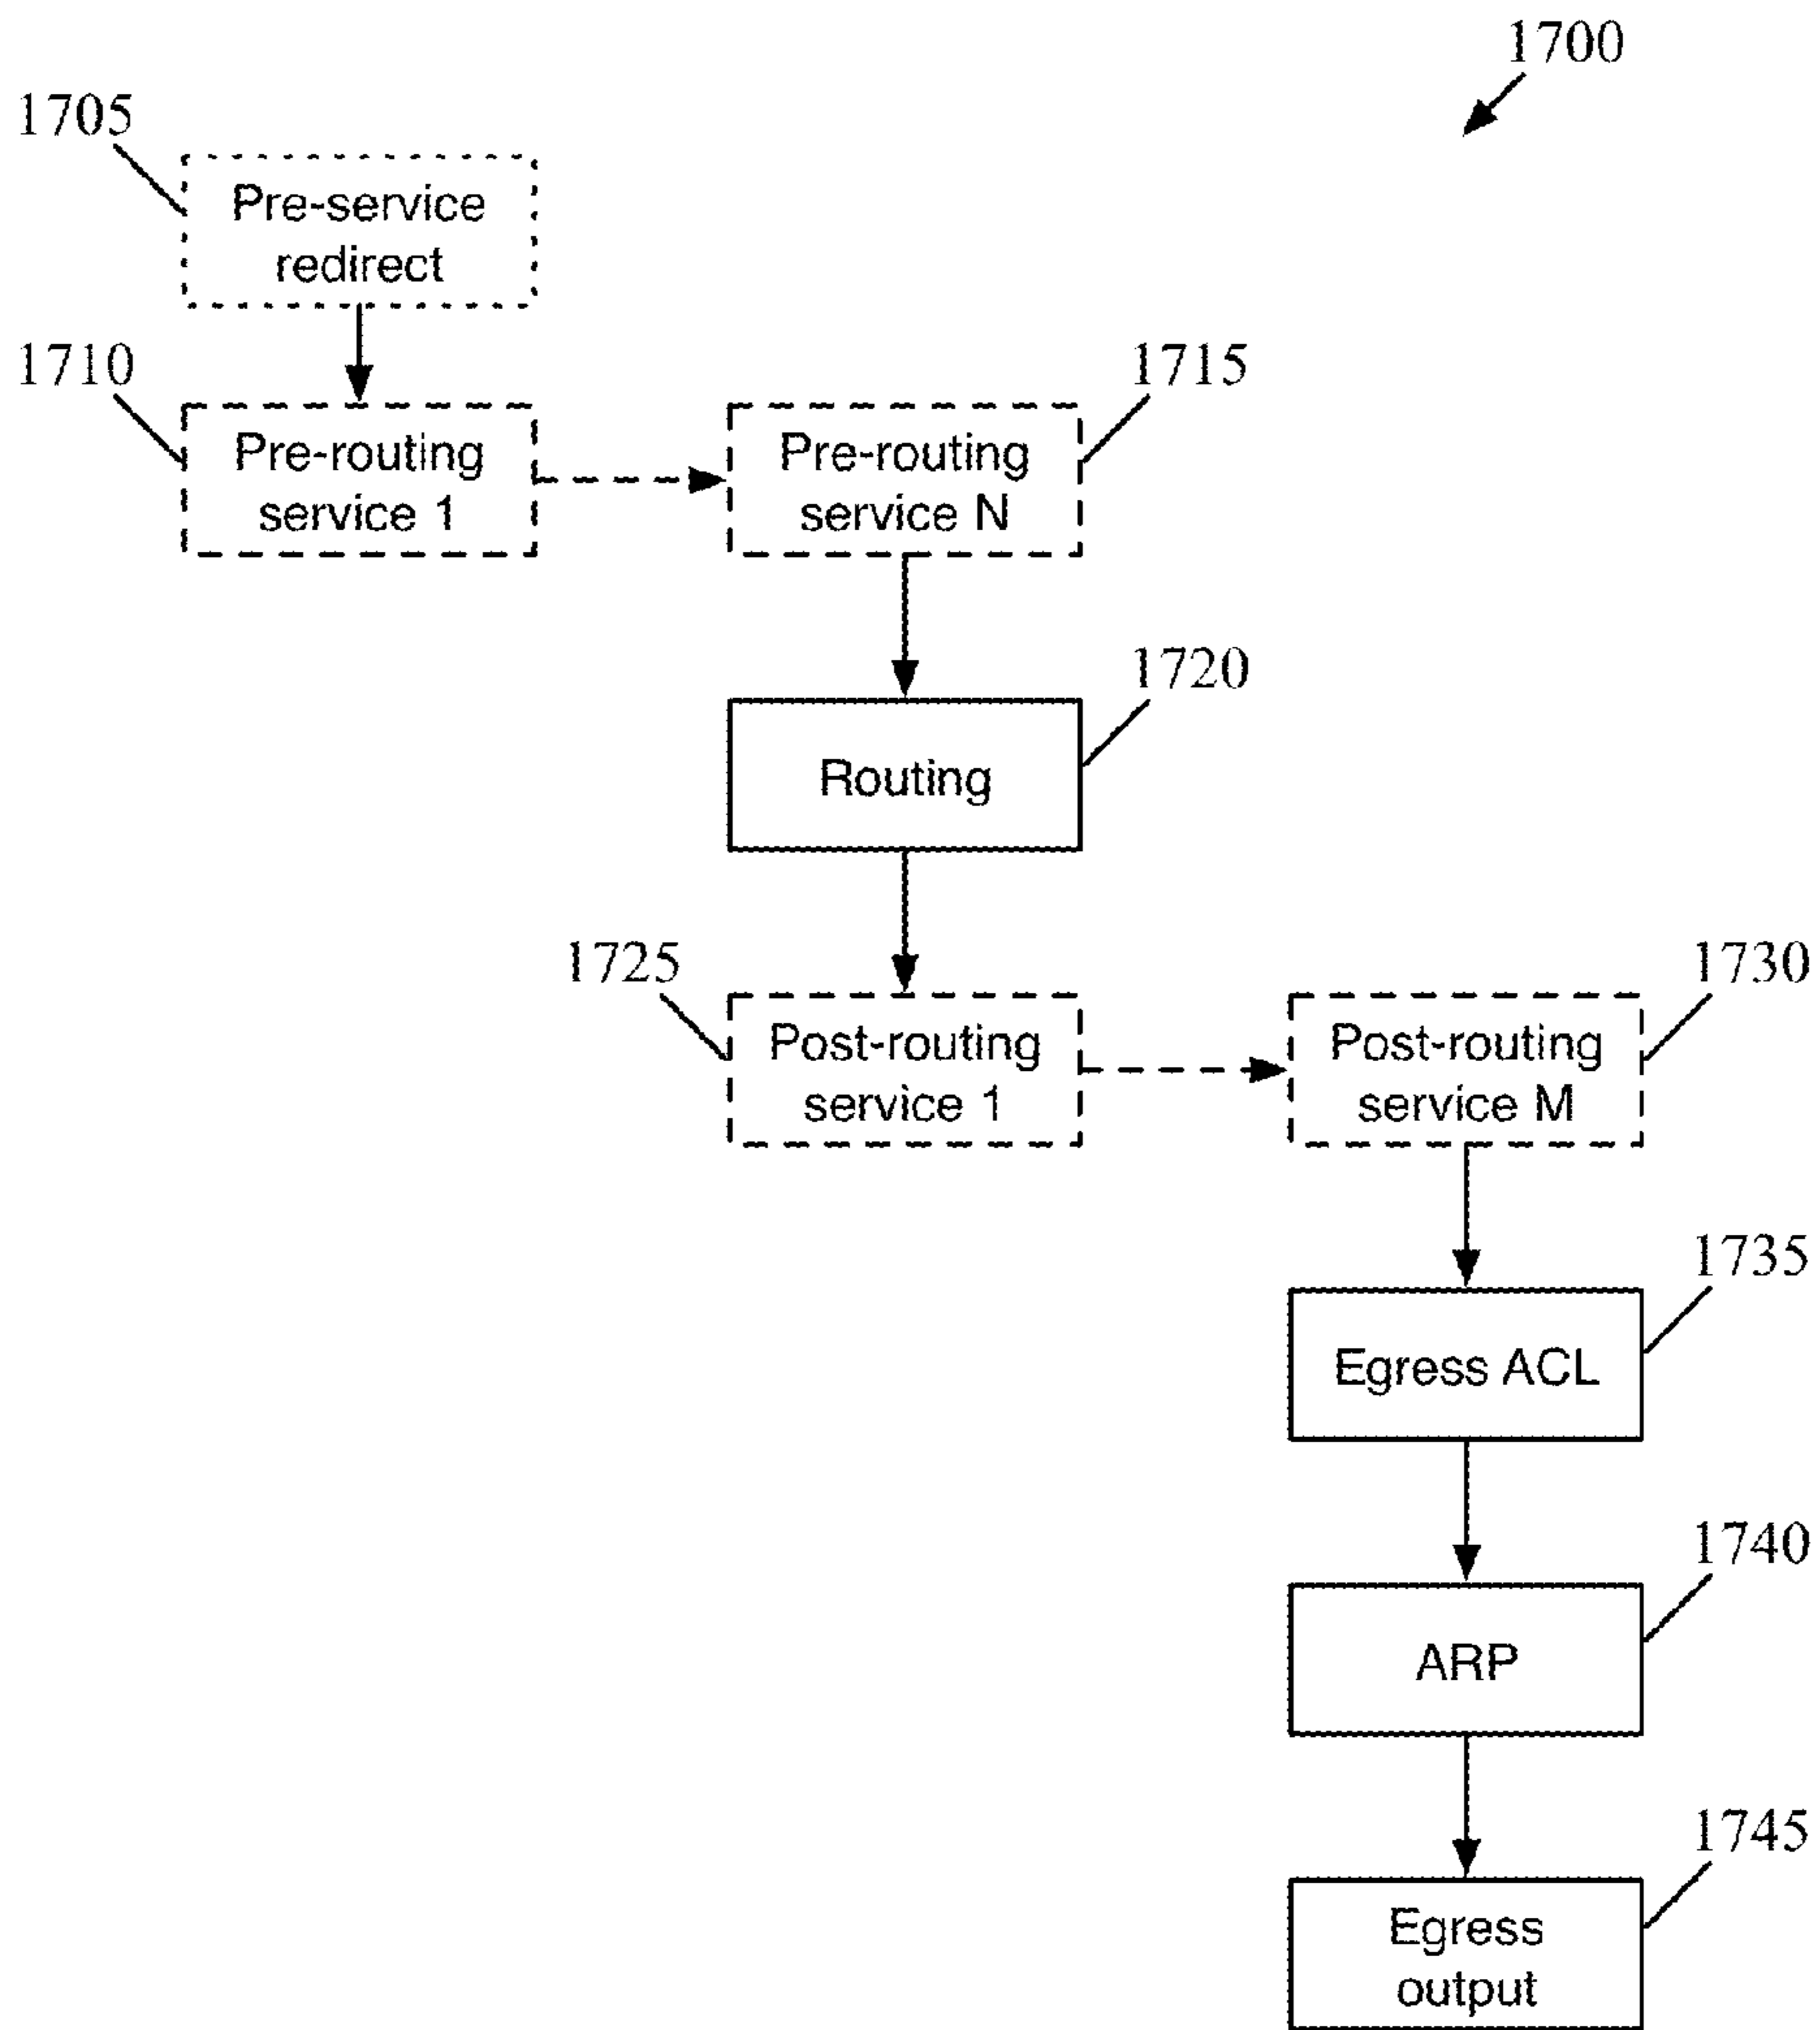 1700
1705
Pre-service
redirect
1710
Pre-routing
service 1
1715
Pre-routing
service N
1720
Routing
1725
Post-routing
service 1
1730
Post-routing
service M
1735
Egress ACL
1740
ARP
1745
Egress
output